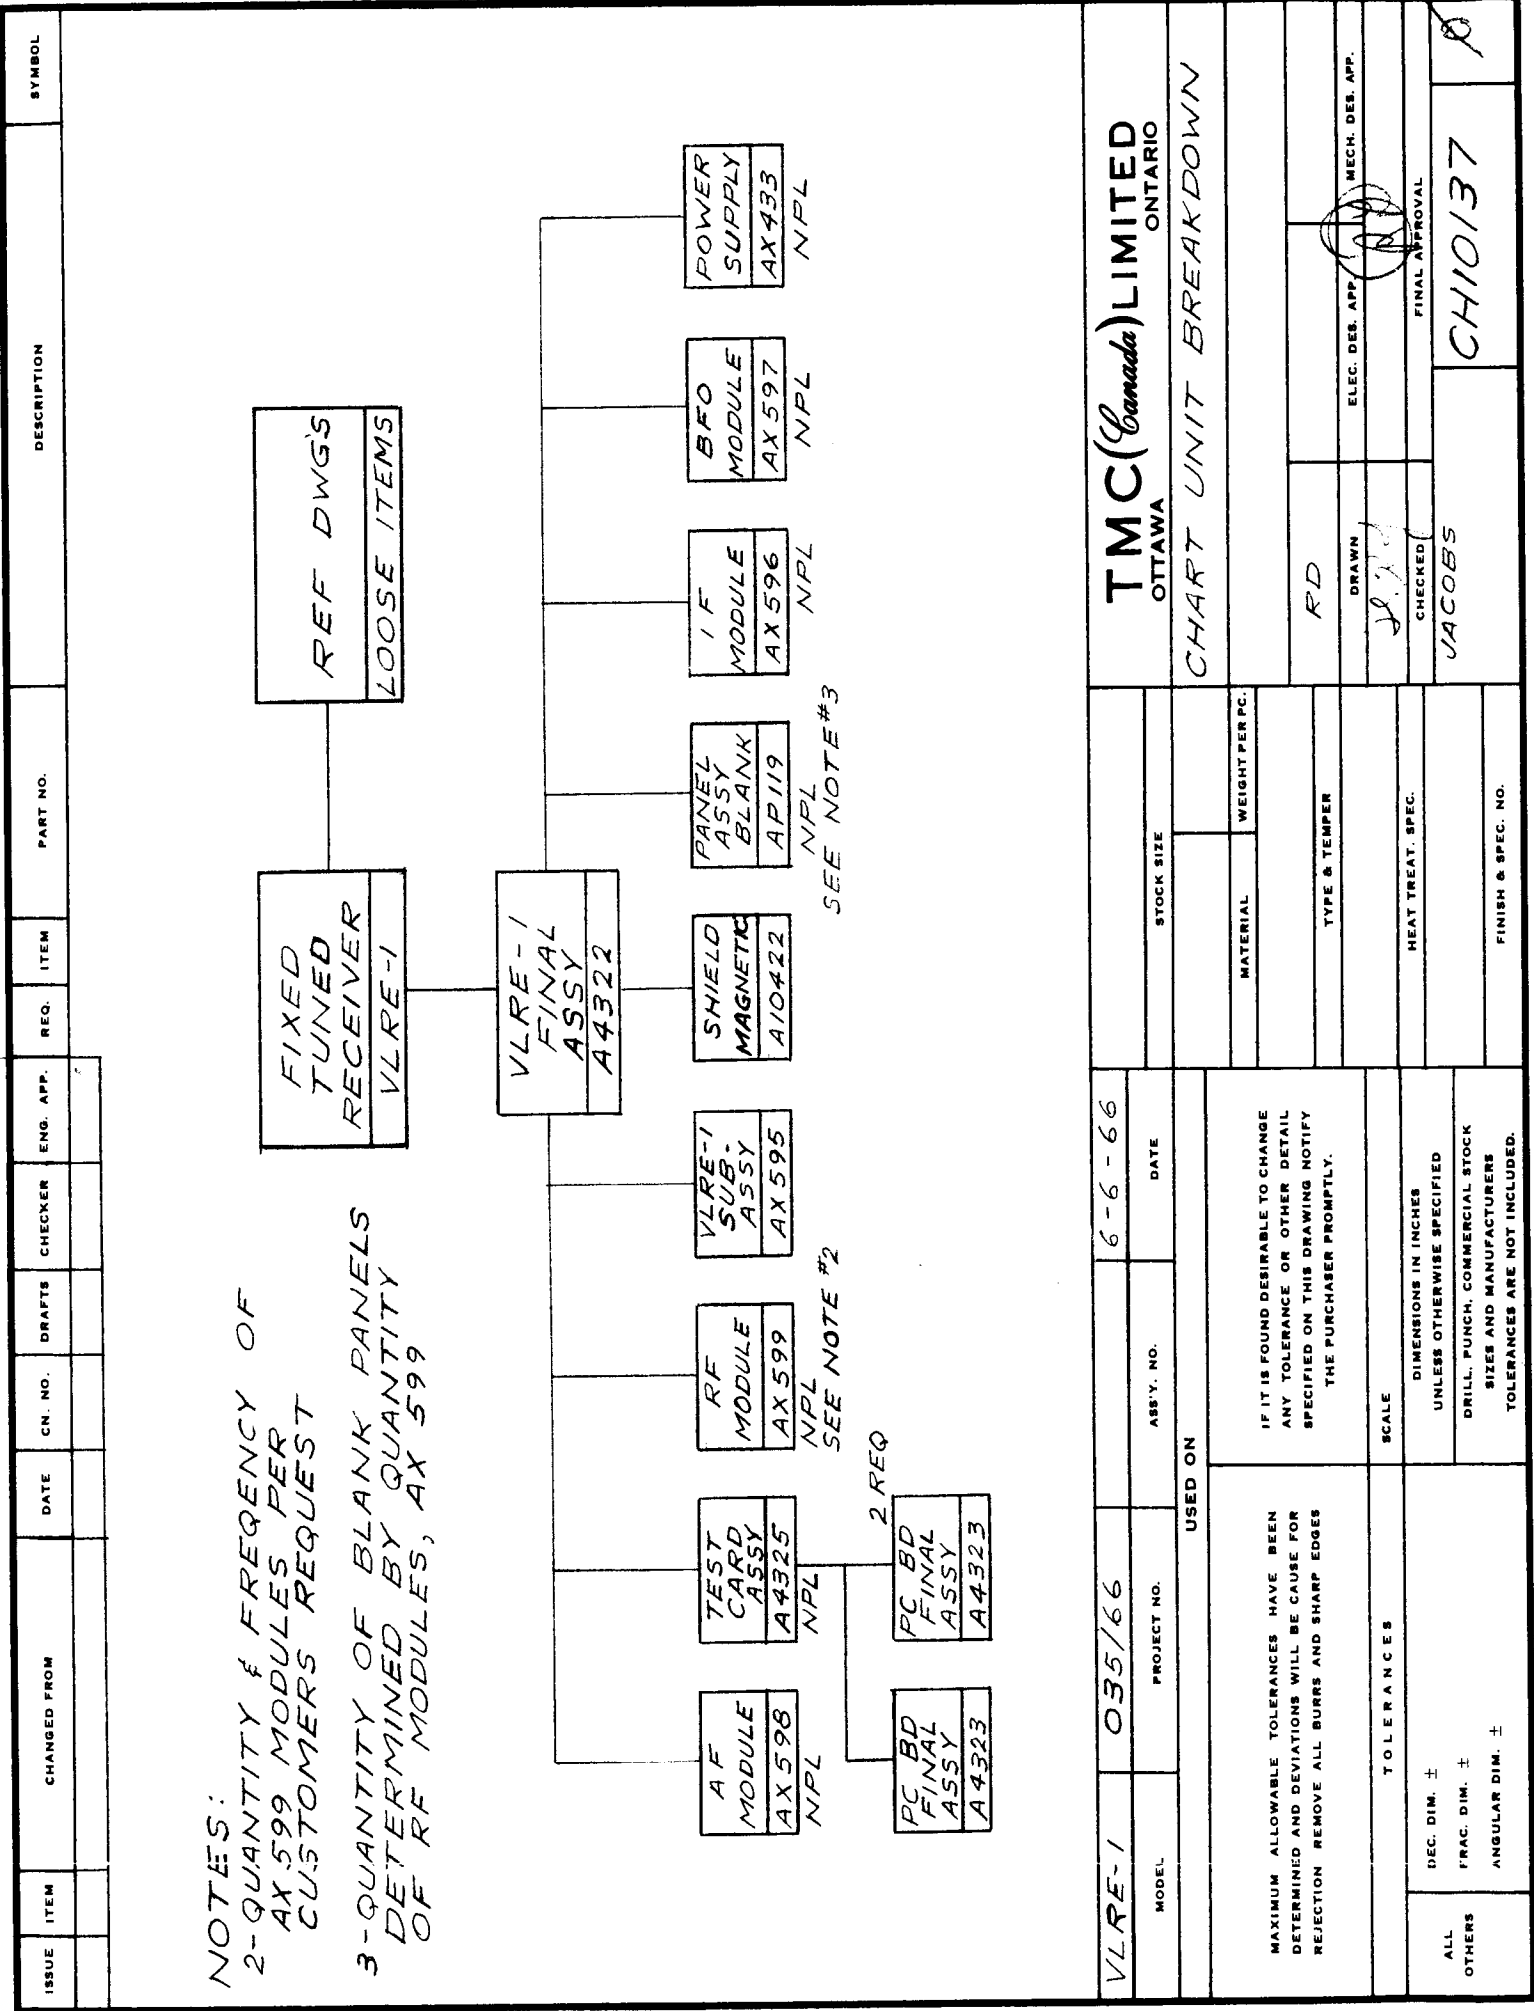 ISSUE ITEM CHANGED FROM DATE CN. NO. DRAFTS CHECKER ENG. APP. REQ. ITEM PART NO. DESCRIPTION SYMBOL
NOTES:
2-QUANTITY & FREQENCY OF
AX 599 MODULES PER
CUSTOMERS REQUEST
3-QUANTITY OF BLANK PANELS
DETERMINED BY QUANTITY
OF RF MODULES, AX 599
FIXED
TUNED
RECEIVER
VLRE-1
REF DWG'S
LOOSE ITEMS
VLRE-1
FINAL
ASSY
A4322
AF
MODULE
AX598
NPL
TEST
CARD
ASSY
A4325
NPL
RF
MODULE
AX599
NPL
SEE NOTE #2
VLRE-1
SUB-
ASSY
AX595
SHIELD
MAGNETIC
A10422
PANEL
ASSY
BLANK
AP119
NPL
SEE NOTE #3
IF
MODULE
AX596
NPL
BFO
MODULE
AX597
NPL
POWER
SUPPLY
AX433
NPL
PC BD
FINAL
ASSY
A4323
2 REQ
PC BD
FINAL
ASSY
A4323
VLRE-1 035/66 6-6-66
MODEL PROJECT NO. ASS'Y. NO. DATE
USED ON
MAXIMUM ALLOWABLE TOLERANCES HAVE BEEN
DETERMINED AND DEVIATIONS WILL BE CAUSE FOR
REJECTION REMOVE ALL BURRS AND SHARP EDGES
IF IT IS FOUND DESIRABLE TO CHANGE
ANY TOLERANCE OR OTHER DETAIL
SPECIFIED ON THIS DRAWING NOTIFY
THE PURCHASER PROMPTLY.
TOLERANCES
SCALE
ALL
OTHERS
DEC. DIM. ±
FRAC. DIM. ±
ANGULAR DIM. ±
DIMENSIONS IN INCHES
UNLESS OTHERWISE SPECIFIED
DRILL, PUNCH, COMMERCIAL STOCK
SIZES AND MANUFACTURERS
TOLERANCES ARE NOT INCLUDED.
STOCK SIZE
MATERIAL WEIGHT PER PC.
TYPE & TEMPER
HEAT TREAT. SPEC.
FINISH & SPEC. NO.
TMC (Canada) LIMITED
OTTAWA ONTARIO
CHART UNIT BREAKDOWN
RD
DRAWN ELEC. DES. APP. MECH. DES. APP.
CHECKED FINAL APPROVAL
JACOBS CH10137